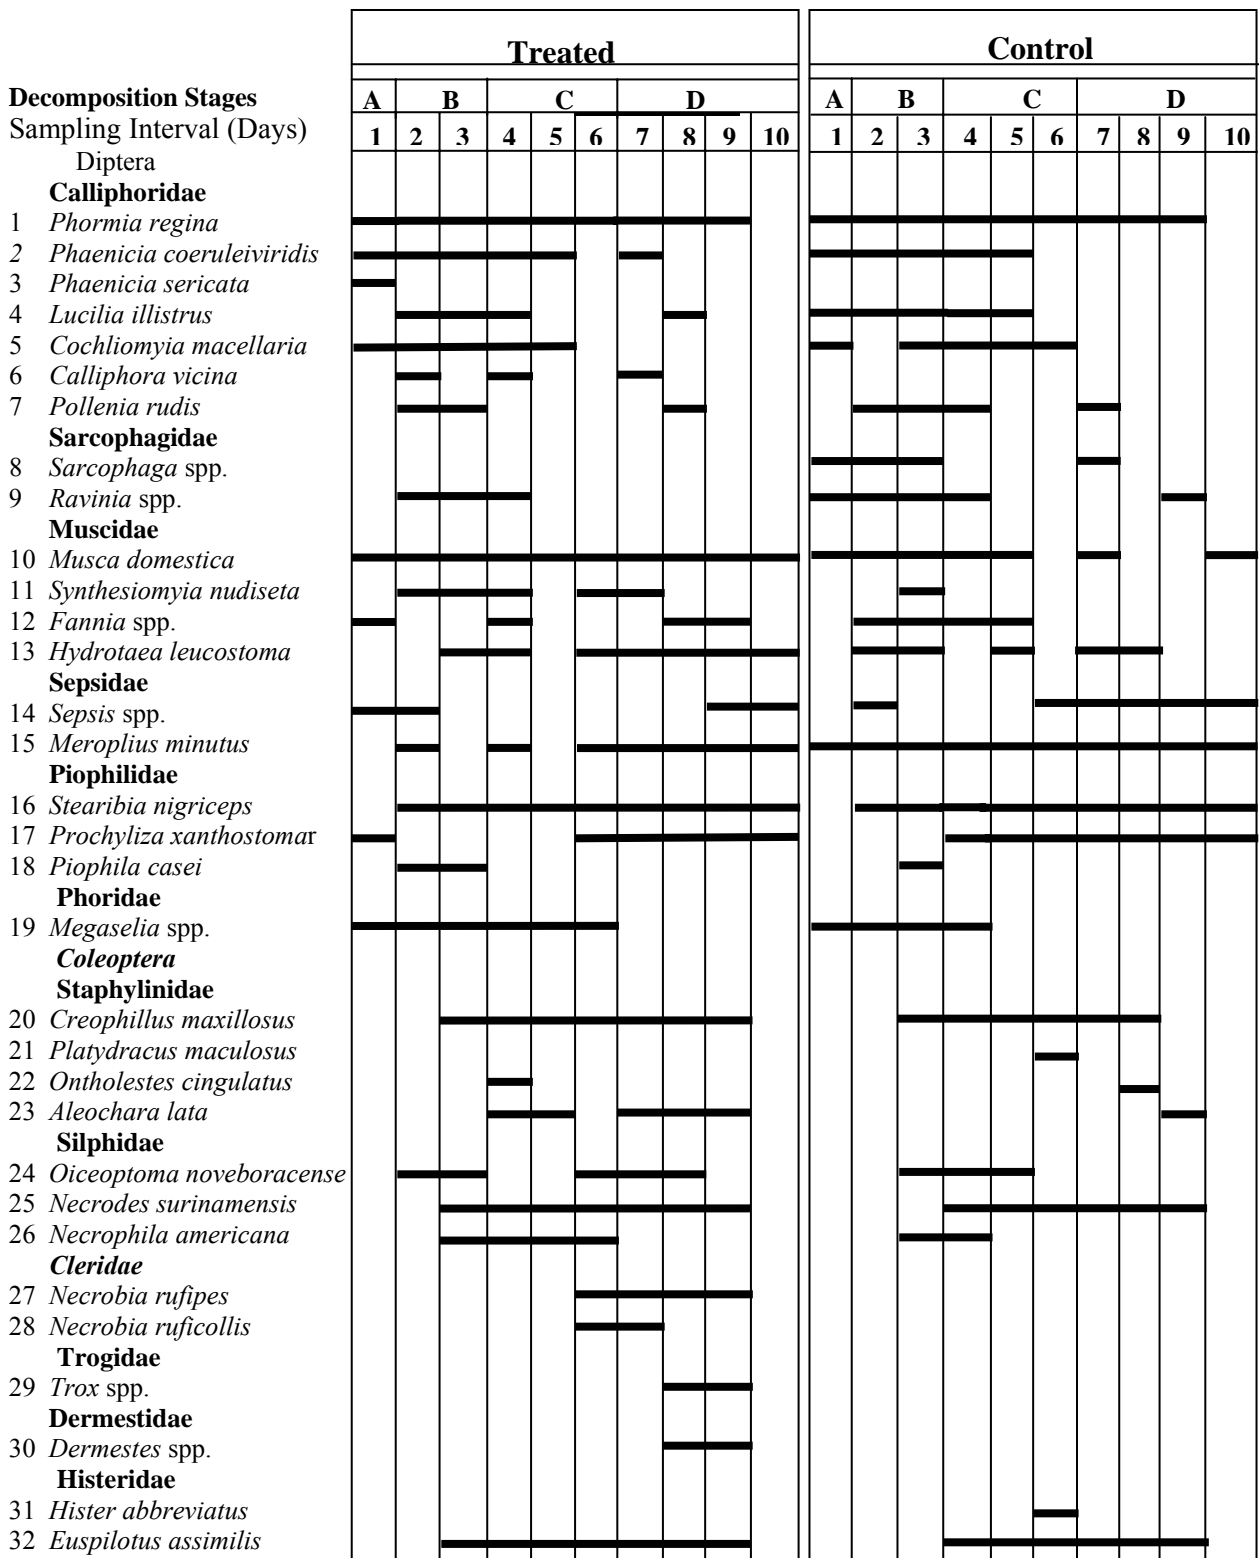 Treated Control
Decomposition Stages A B C D A B C D
Sampling Interval (Days) 1 2 3 4 5 6 7 8 9 10 1 2 3 4 5 6 7 8 9 10
Diptera
Calliphoridae
1 Phormia regina
2 Phaenicia coeruleiviridis
3 Phaenicia sericata
4 Lucilia illistrus
5 Cochliomyia macellaria
6 Calliphora vicina
7 Pollenia rudis
Sarcophagidae
8 Sarcophaga spp.
9 Ravinia spp.
Muscidae
10 Musca domestica
11 Synthesiomyia nudiseta
12 Fannia spp.
13 Hydrotaea leucostoma
Sepsidae
14 Sepsis spp.
15 Meroplius minutus
Piophilidae
16 Stearibia nigriceps
17 Prochyliza xanthostomar
18 Piophila casei
Phoridae
19 Megaselia spp.
Coleoptera
Staphylinidae
20 Creophillus maxillosus
21 Platydracus maculosus
22 Ontholestes cingulatus
23 Aleochara lata
Silphidae
24 Oiceoptoma noveboracense
25 Necrodes surinamensis
26 Necrophila americana
Cleridae
27 Necrobia rufipes
28 Necrobia ruficollis
Trogidae
29 Trox spp.
Dermestidae
30 Dermestes spp.
Histeridae
31 Hister abbreviatus
32 Euspilotus assimilis